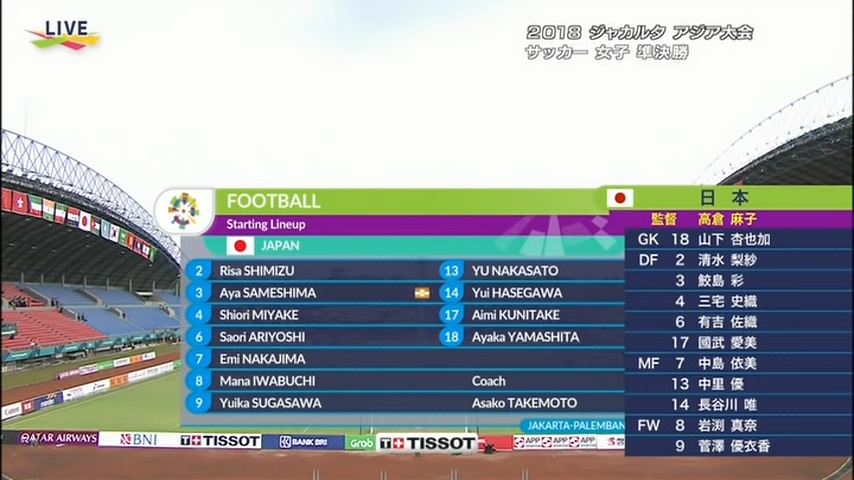 LIVE
2018 ジャカルタ アジア大会
サッカー 女子 準決勝
FOOTBALL
Starting Lineup
JAPAN
2 Risa SHIMIZU
3 Aya SAMESHIMA
4 Shiori MIYAKE
6 Saori ARIYOSHI
7 Emi NAKAJIMA
8 Mana IWABUCHI
9 Yuika SUGASAWA
13 YU NAKASATO
14 Yui HASEGAWA
17 Aimi KUNITAKE
18 Ayaka YAMASHITA
Coach
Asako TAKEMOTO
JAKARTA-PALEMBAN
日本
監督 高倉 麻子
GK 18 山下 杏也加
DF 2 清水 梨紗
3 鮫島 彩
4 三宅 史織
6 有吉 佐織
17 國武 愛美
MF 7 中島 依美
13 中里 優
14 長谷川 唯
FW 8 岩渕 真奈
9 菅澤 優衣香
QATAR AIRWAYS BNI TISSOT BANK BRI Grab TISSOT APP APP APP